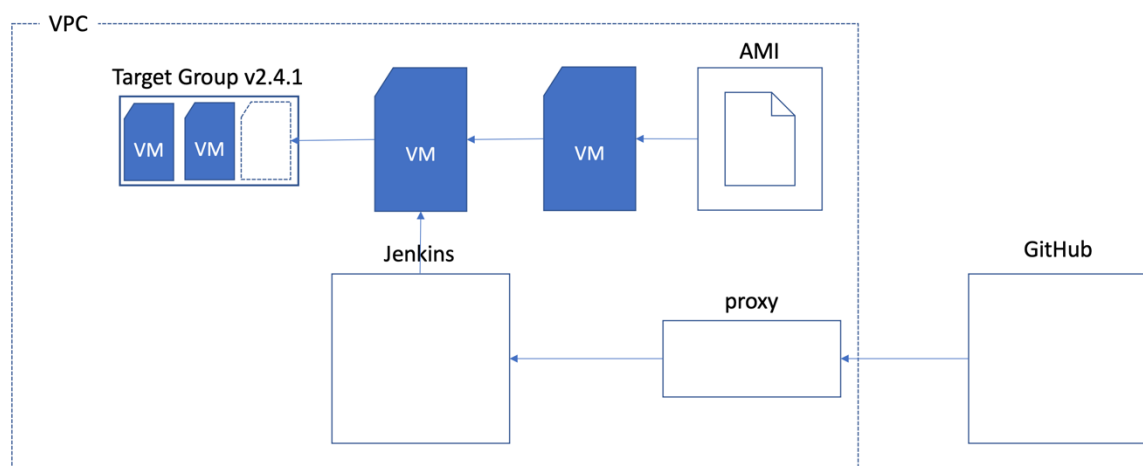 VPC
AMI
Target Group v2.4.1
VM
VM
VM
VM
Jenkins
GitHub
proxy